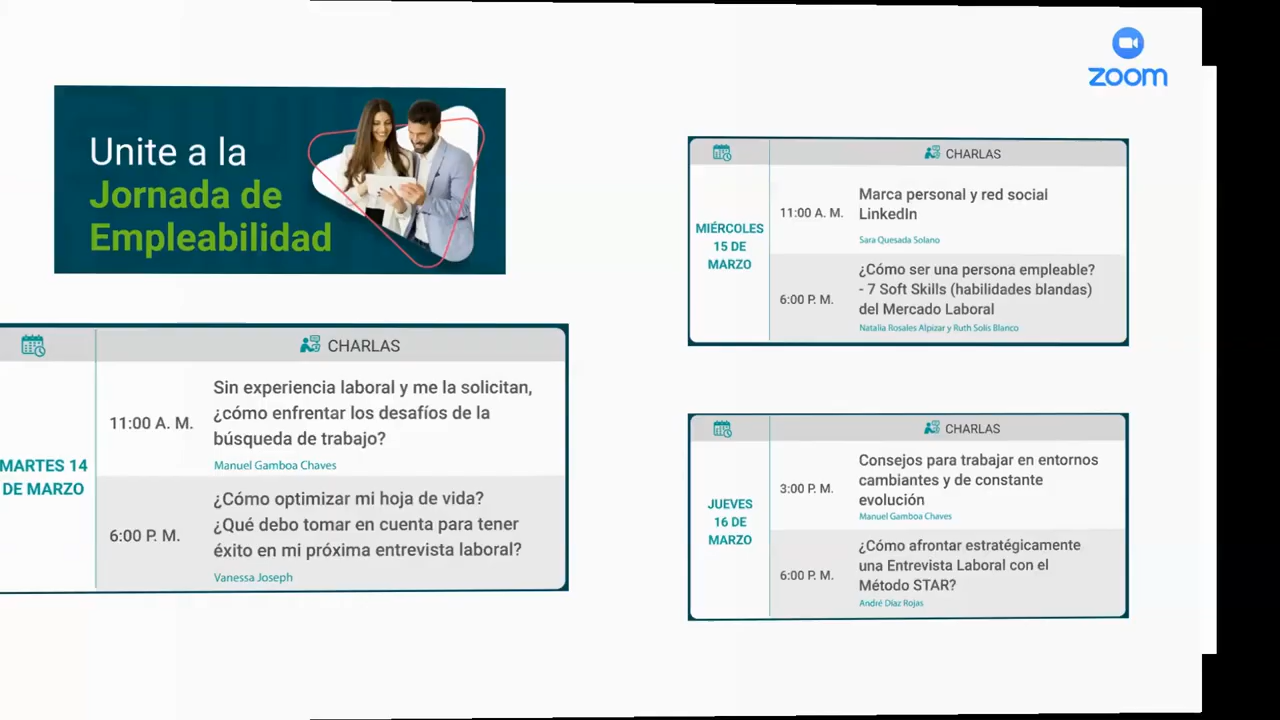 zoom
Unite a la
Jornada de
Empleabilidad
CHARLAS
MARTES 14
DE MARZO
11:00 A. M.
Sin experiencia laboral y me la solicitan,
¿cómo enfrentar los desafíos de la
búsqueda de trabajo?
Manuel Gamboa Chaves
6:00 P. M.
¿Cómo optimizar mi hoja de vida?
¿Qué debo tomar en cuenta para tener
éxito en mi próxima entrevista laboral?
Vanessa Joseph
CHARLAS
MIÉRCOLES
15 DE
MARZO
11:00 A. M.
Marca personal y red social
LinkedIn
Sara Quesada Solano
6:00 P. M.
¿Cómo ser una persona empleable?
- 7 Soft Skills (habilidades blandas)
del Mercado Laboral
Natalia Rosales Alpizar y Ruth Solís Blanco
CHARLAS
JUEVES
16 DE
MARZO
3:00 P. M.
Consejos para trabajar en entornos
cambiantes y de constante
evolución
Manuel Gamboa Chaves
6:00 P. M.
¿Cómo afrontar estratégicamente
una Entrevista Laboral con el
Método STAR?
André Díaz Rojas